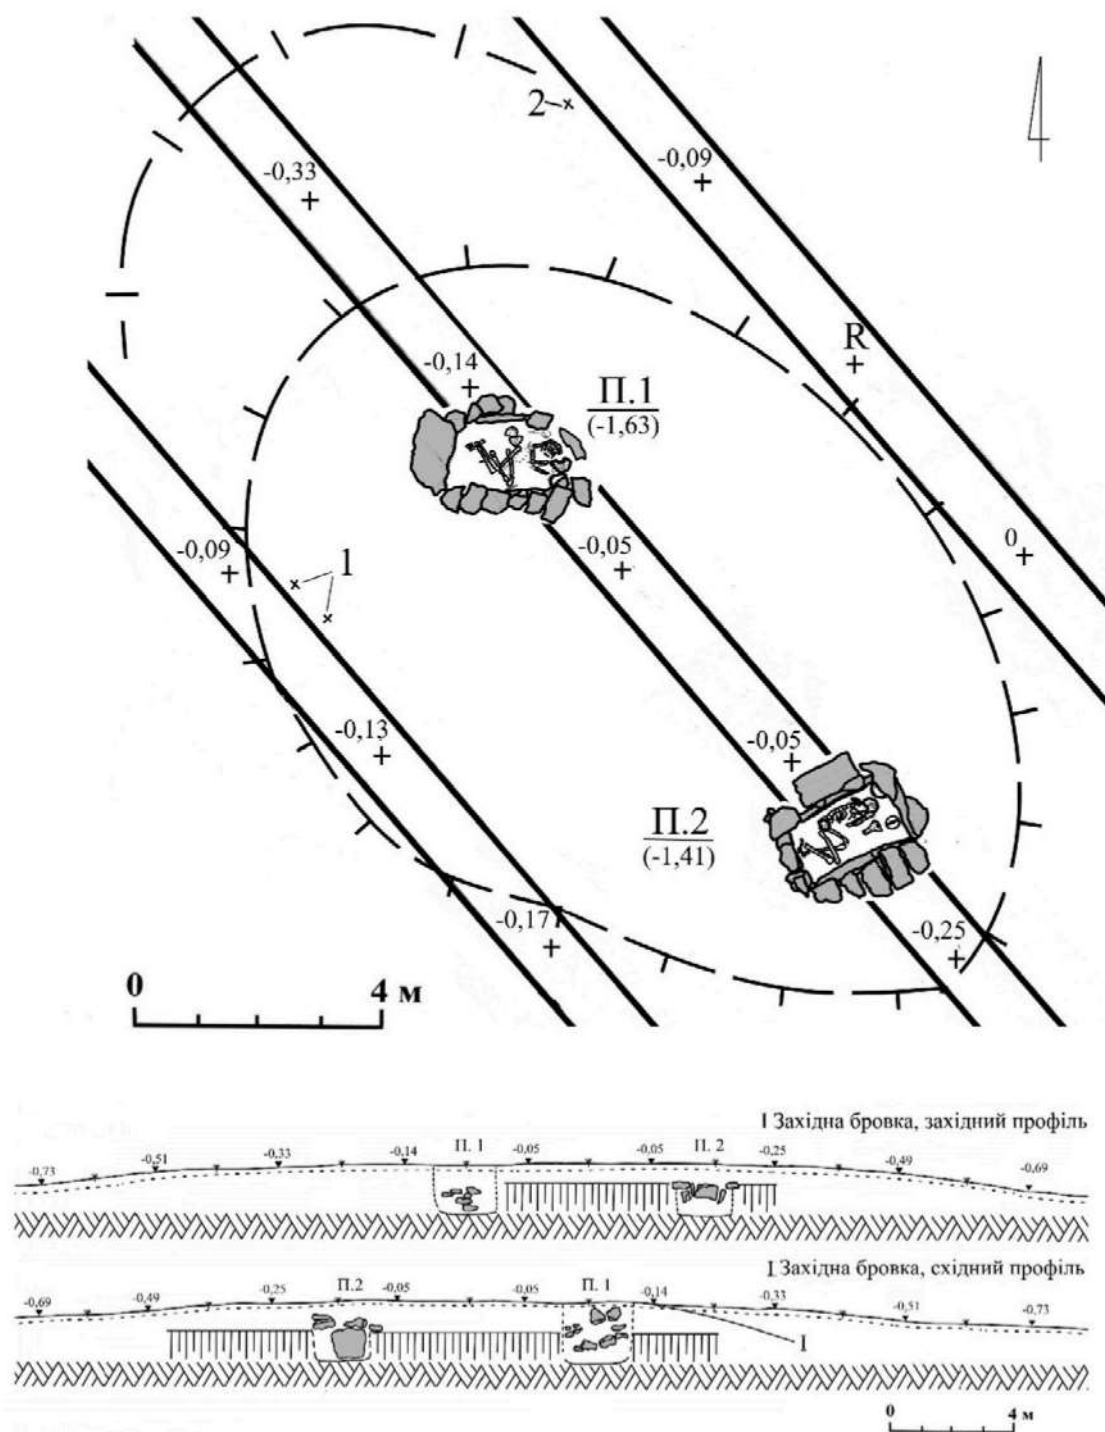 2
-0,09
-0,33
R
-0,14
П.1
(-1,63)
0
-0,05
-0,09
1
-0,13
-0,05
П.2
(-1,41)
-0,17
-0,25
0 4 м
I Західна бровка, західний профіль
-0,73 -0,51 -0,33 -0,14 П. 1 -0,05 -0,05 П. 2 -0,25 -0,49 -0,69
I Західна бровка, східний профіль
-0,69 -0,49 -0,25 П.2 -0,05 -0,05 П. 1 -0,14 -0,33 -0,51 -0,73
I
0 4 м